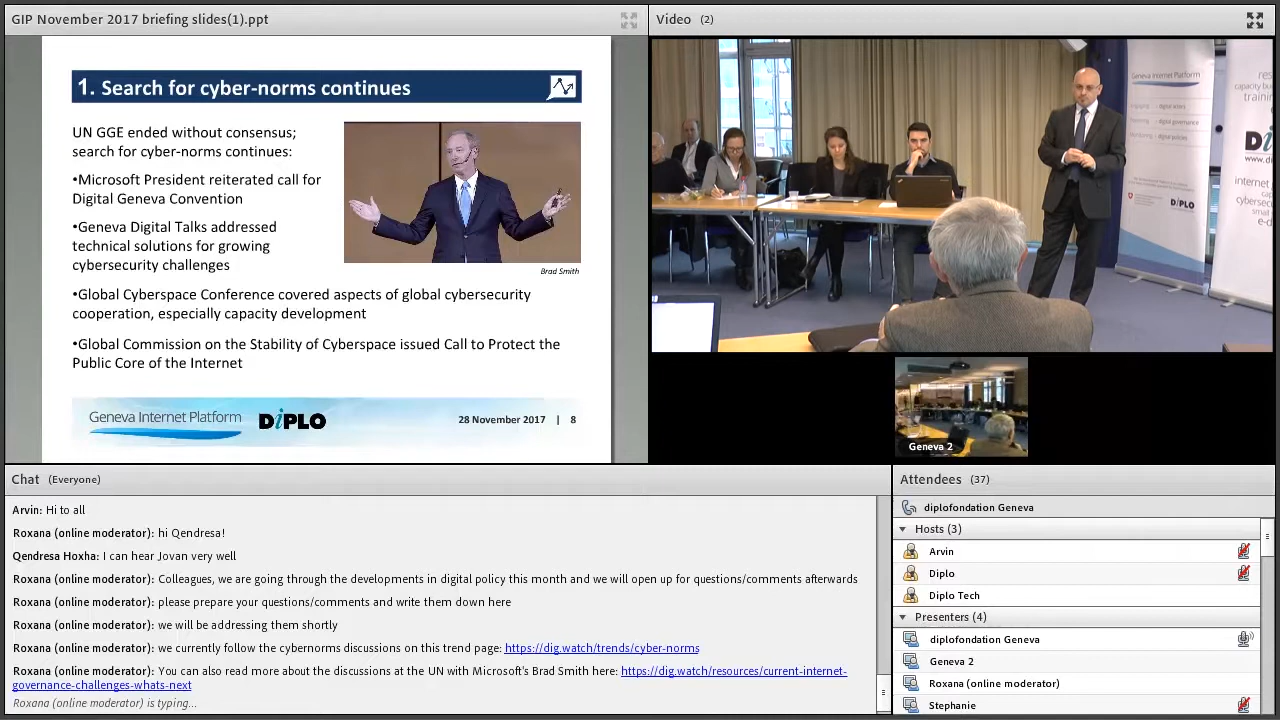 GIP November 2017 briefing slides(1).ppt
1. Search for cyber-norms continues
UN GGE ended without consensus;
search for cyber-norms continues:
•Microsoft President reiterated call for
Digital Geneva Convention
•Geneva Digital Talks addressed
technical solutions for growing
cybersecurity challenges
Brad Smith
•Global Cyberspace Conference covered aspects of global cybersecurity
cooperation, especially capacity development
•Global Commission on the Stability of Cyberspace issued Call to Protect the
Public Core of the Internet
Geneva Internet Platform DiPLO 28 November 2017 | 8
Video (2)
Geneva Internet Platform
DiPLO
Geneva 2
Chat (Everyone)
Arvin: Hi to all
Roxana (online moderator): hi Qendresa!
Qendresa Hoxha: I can hear Jovan very well
Roxana (online moderator): Colleagues, we are going through the developments in digital policy this month and we will open up for questions/comments afterwards
Roxana (online moderator): please prepare your questions/comments and write them down here
Roxana (online moderator): we will be addressing them shortly
Roxana (online moderator): we currently follow the cybernorms discussions on this trend page: https://dig.watch/trends/cyber-norms
Roxana (online moderator): You can also read more about the discussions at the UN with Microsoft's Brad Smith here: https://dig.watch/resources/current-internet-
governance-challenges-whats-next
Roxana (online moderator) is typing...
Attendees (37)
diplofondation Geneva
Hosts (3)
Arvin
Diplo
Diplo Tech
Presenters (4)
diplofondation Geneva
Geneva 2
Roxana (online moderator)
Stephanie